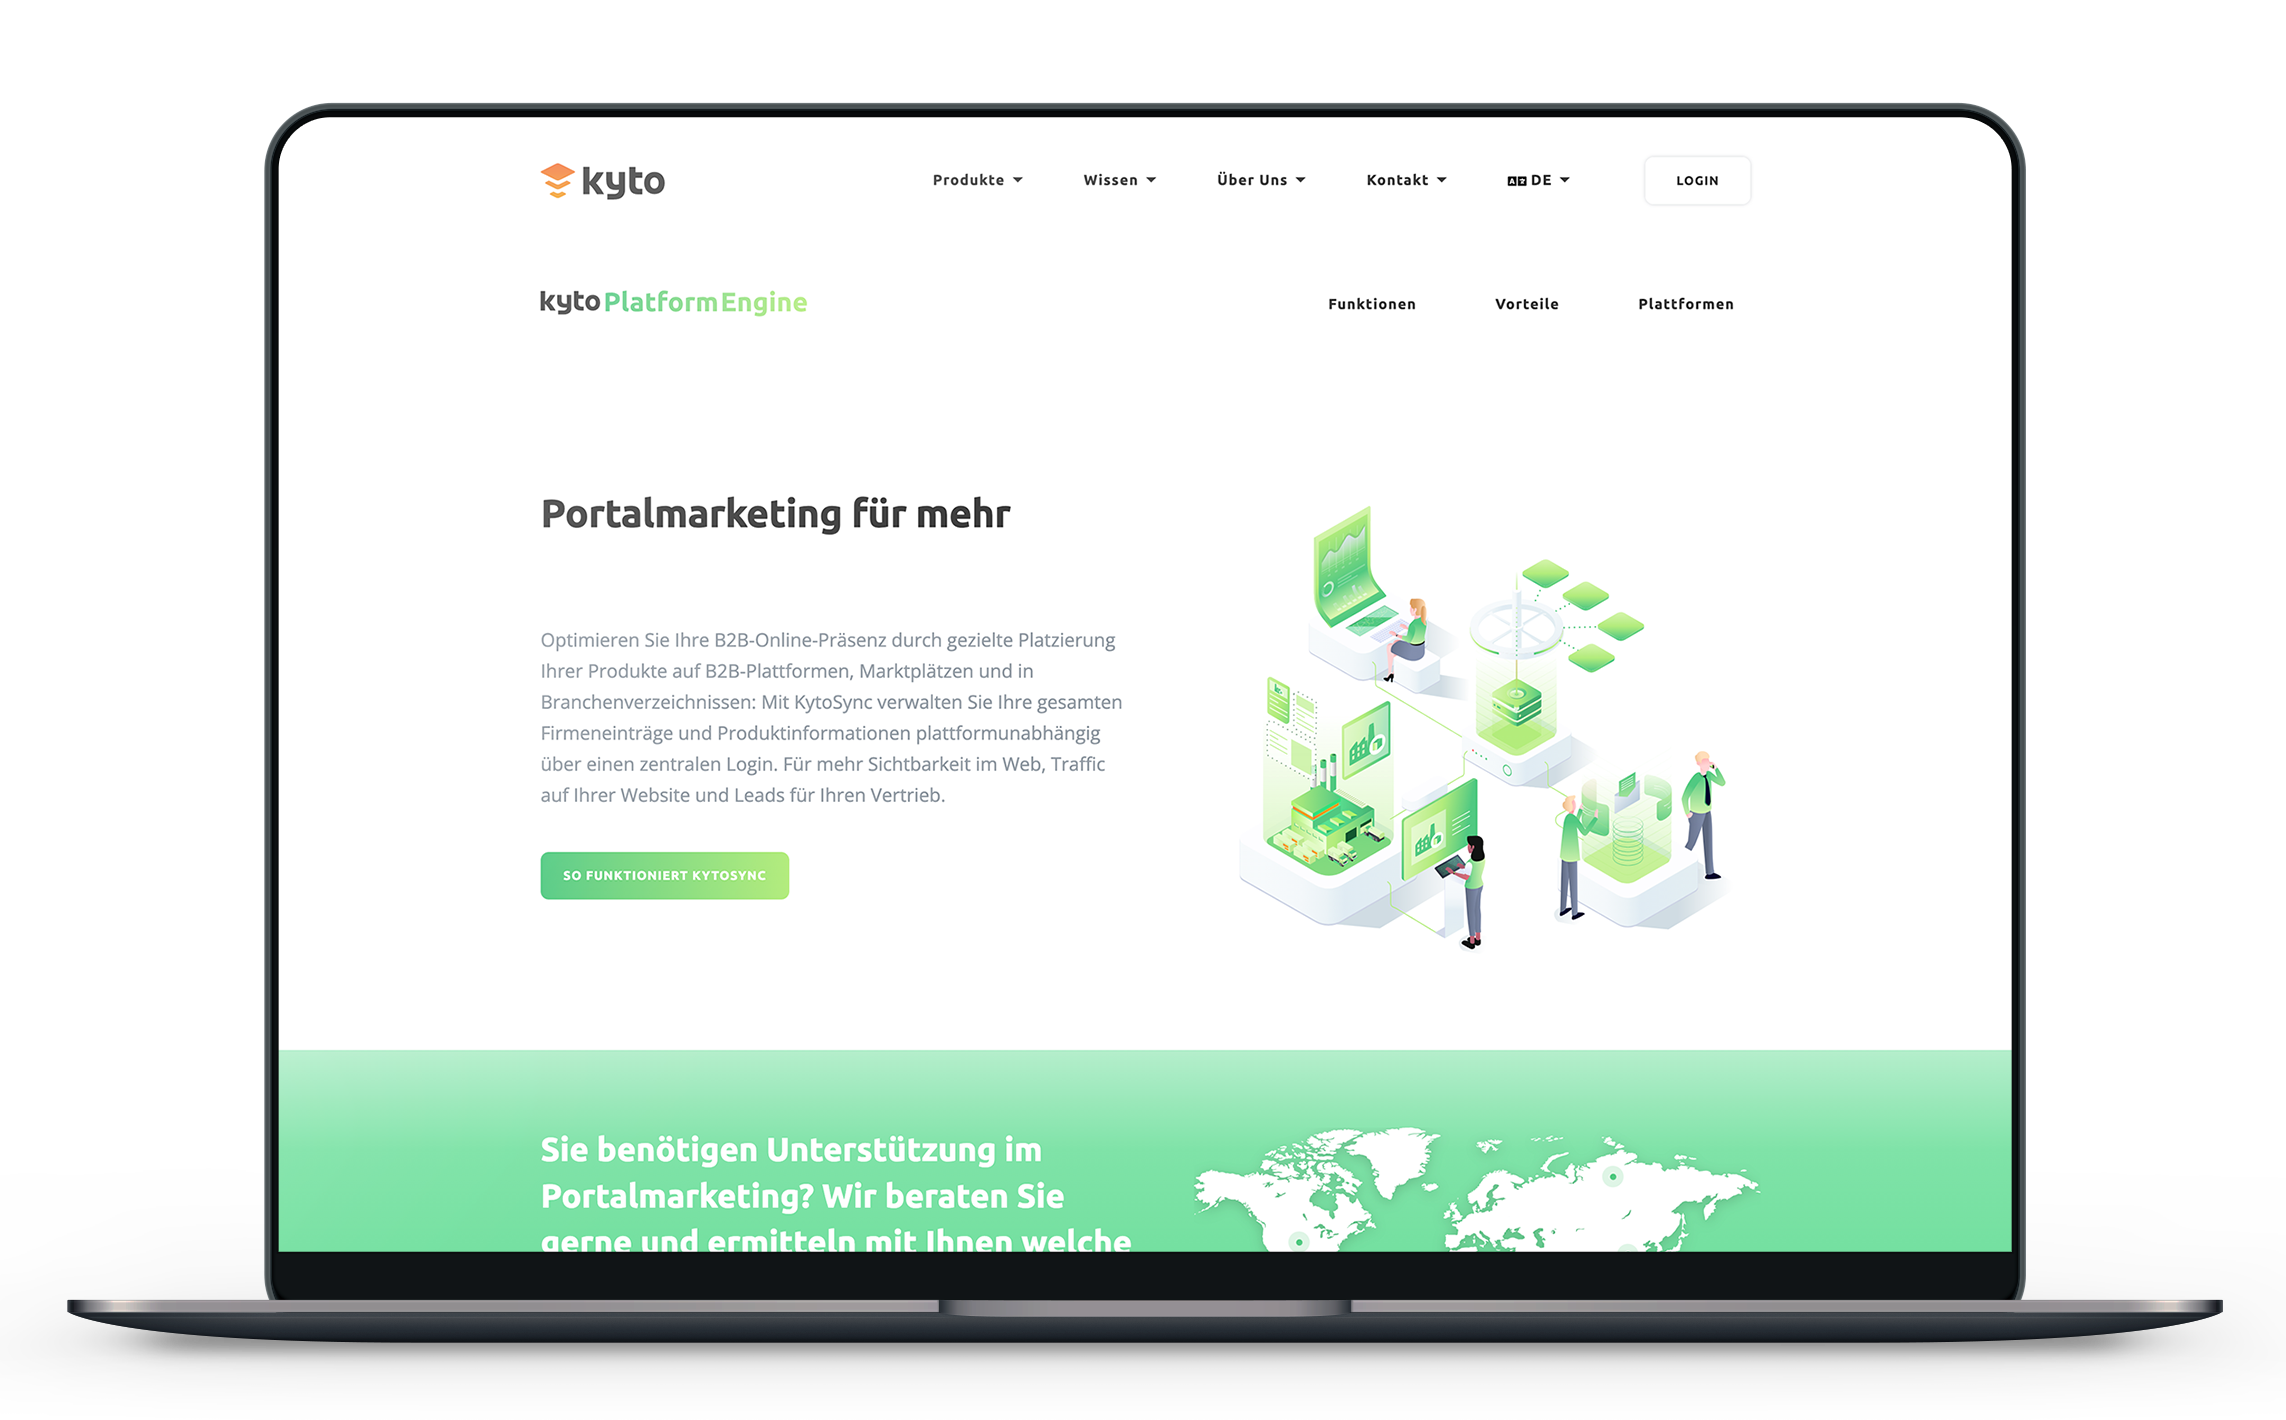 kyto
Produkte
Wissen
Über Uns
Kontakt
DE
LOGIN
kyto Platform Engine
Funktionen
Vorteile
Plattformen
Portalmarketing für mehr
Optimieren Sie Ihre B2B-Online-Präsenz durch gezielte Platzierung
Ihrer Produkte auf B2B-Plattformen, Marktplätzen und in
Branchenverzeichnissen: Mit KytoSync verwalten Sie Ihre gesamten
Firmeneinträge und Produktinformationen plattformunabhängig
über einen zentralen Login. Für mehr Sichtbarkeit im Web, Traffic
auf Ihrer Website und Leads für Ihren Vertrieb.
SO FUNKTIONIERT KYTOSYNC
Sie benötigen Unterstützung im
Portalmarketing? Wir beraten Sie
gerne und ermitteln mit Ihnen welche